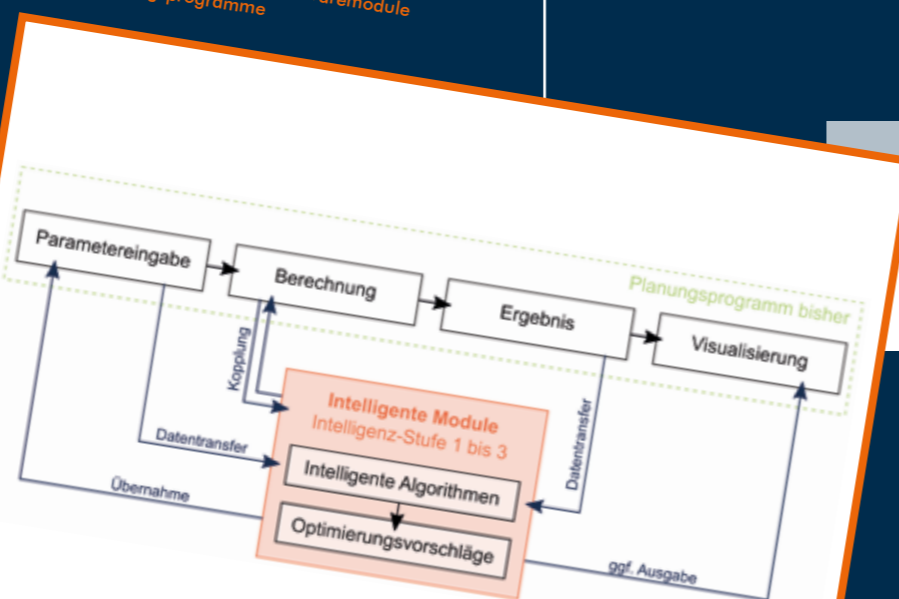 Parametereingabe
Berechnung
Ergebnis
Visualisierung
Planungsprogramm bisher
Kopplung
Intelligente Module
Intelligenz-Stufe 1 bis 3
Intelligente Algorithmen
Optimierungsvorschläge
Datentransfer
Datentransfer
Übernahme
ggf. Ausgabe